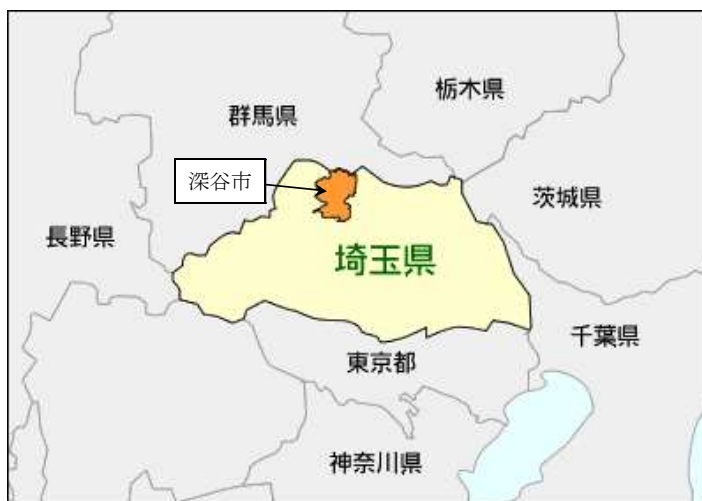 栃木県
群馬県
深谷市
茨城県
長野県
埼玉県
千葉県
東京都
神奈川県